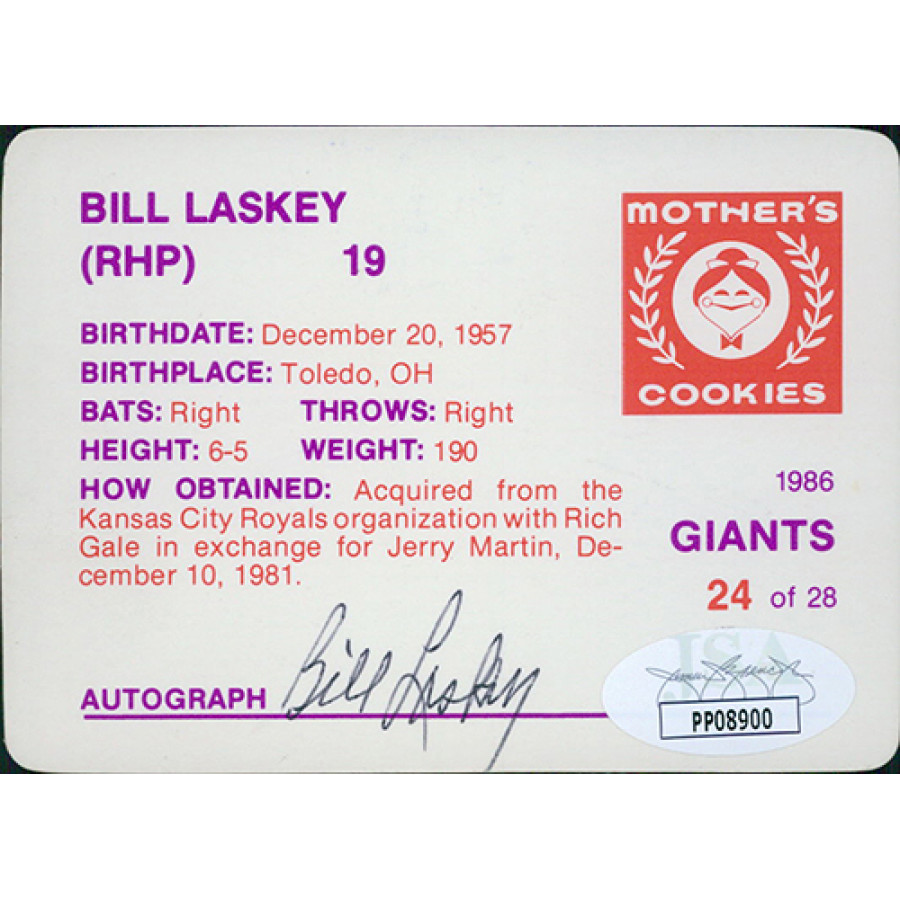 BILL LASKEY
(RHP) 19
BIRTHDATE: December 20, 1957
BIRTHPLACE: Toledo, OH
BATS: Right THROWS: Right
HEIGHT: 6-5 WEIGHT: 190
HOW OBTAINED: Acquired from the
Kansas City Royals organization with Rich
Gale in exchange for Jerry Martin, De-
cember 10, 1981.
AUTOGRAPH Bill Laskey
MOTHER'S
COOKIES
1986
GIANTS
24 of 28
JSA
PP08900